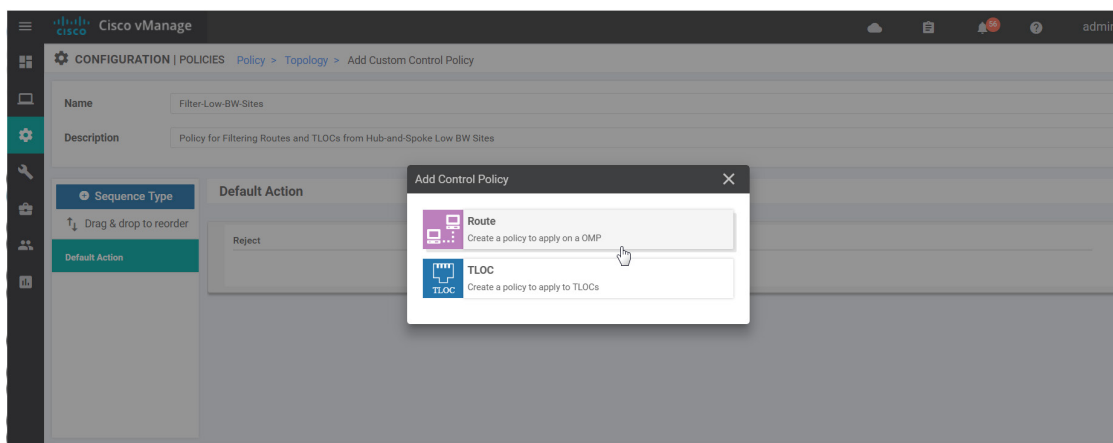 cisco Cisco vManage
56
admin
CONFIGURATION | POLICIES Policy > Topology > Add Custom Control Policy
Name Filter-Low-BW-Sites
Description Policy for Filtering Routes and TLOCs from Hub-and-Spoke Low BW Sites
Sequence Type
Drag & drop to reorder
Default Action
Default Action
Reject
Add Control Policy
Route
Create a policy to apply on a OMP
TLOC
TLOC
Create a policy to apply to TLOCs